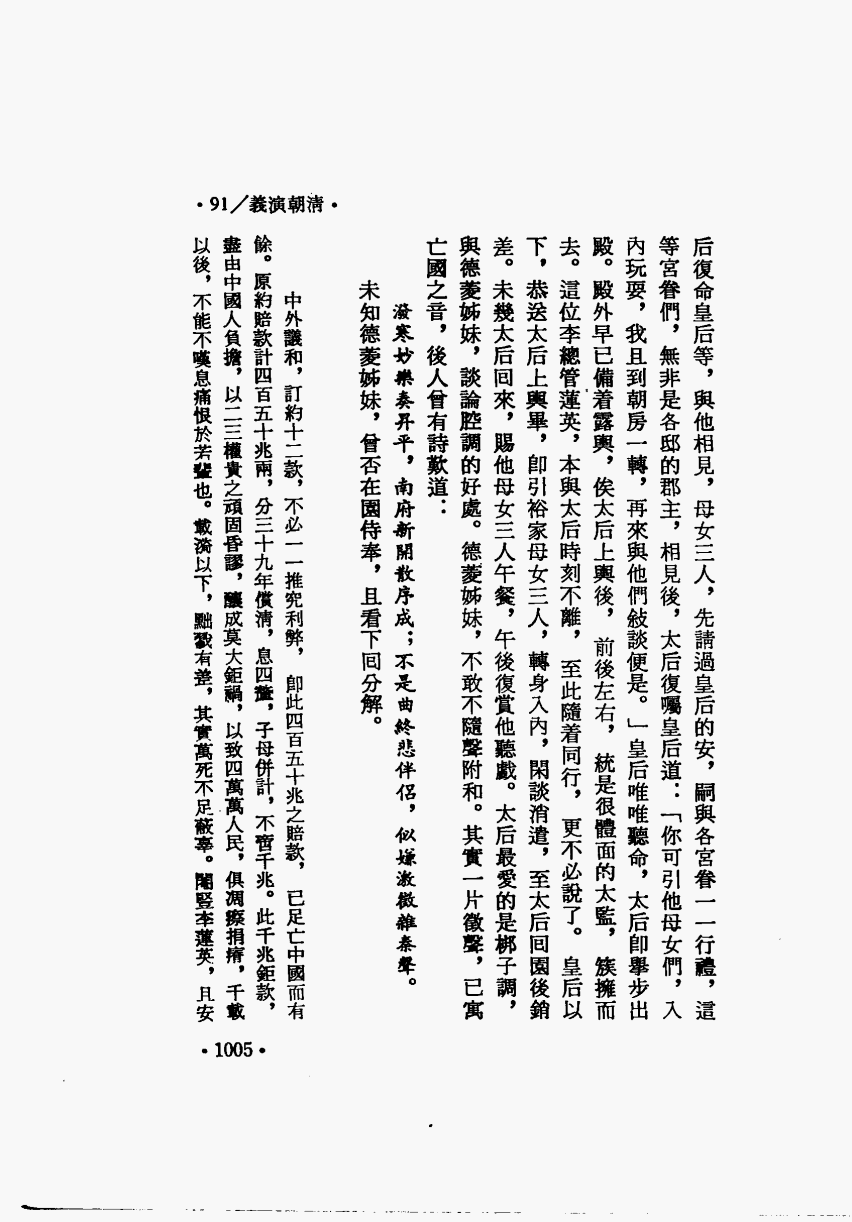 ·91／義演朝清·
后復命皇后等，與他相見，母女三人，先請過皇后的安，嗣與各宮眷一一行禮，這
等宮眷們，無非是各邸的郡主，相見後，太后復囑皇后道：「你可引他母女們，入
內玩耍，我且到朝房一轉，再來與他們敍談便是。」皇后唯唯聽命，太后卽舉步出
殿。殿外早已備着露輿，俟太后上輿後，前後左右，統是很體面的太監，簇擁而
去。這位李總管蓮英，本與太后時刻不離，至此隨着同行，更不必說了。皇后以
下，恭送太后上輿畢，卽引裕家母女三人，轉身入內，閑談消遣，至太后回園後銷
差。未幾太后回來，賜他母女三人午餐，午後復賞他聽戲。太后最愛的是梆子調，
與德菱姊妹，談論腔調的好處。德菱姊妹，不敢不隨聲附和。其實一片徵聲，已寓
亡國之音，後人曾有詩歎道：
潑寒妙樂奏昇平，南府新開散序成；不是曲終悲伴侶，似嫌激徵雜秦聲。
未知德菱姊妹，曾否在園侍奉，且看下回分解。
中外議和，訂約十二款，不必一一推究利弊，卽此四百五十兆之賠款，已足亡中國而有
餘。原約賠款計四百五十兆兩，分三十九年償清，息四釐，子母併計，不啻千兆。此千兆鉅款，
盡由中國人負擔，以二三權貴之頑固昏謬，釀成莫大鉅禍，以致四萬萬人民，俱凋瘵捐瘠，千載
以後，不能不嘆息痛恨於若輩也。載漪以下，黜戮有差，其實萬死不足蔽辜。閹豎李蓮英，且安
·1005·